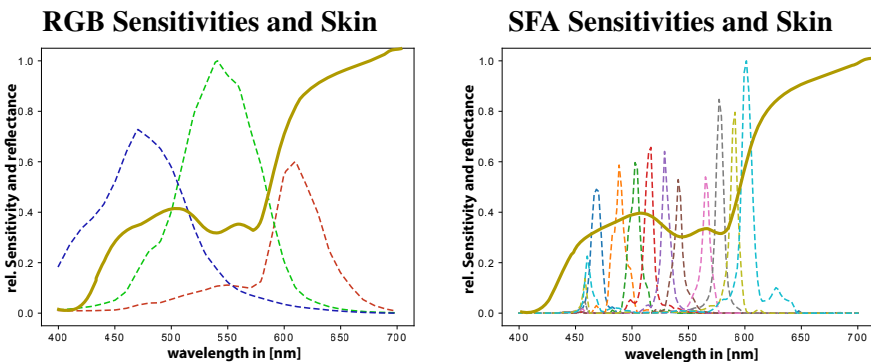 RGB Sensitivities and Skin
SFA Sensitivities and Skin
rel. Sensitivity and reflectance
1.0
0.8
0.6
0.4
0.2
0.0
400 450 500 550 600 650 700
wavelength in [nm]
rel. Sensitivity and reflectance
1.0
0.8
0.6
0.4
0.2
0.0
400 450 500 550 600 650 700
wavelength in [nm]